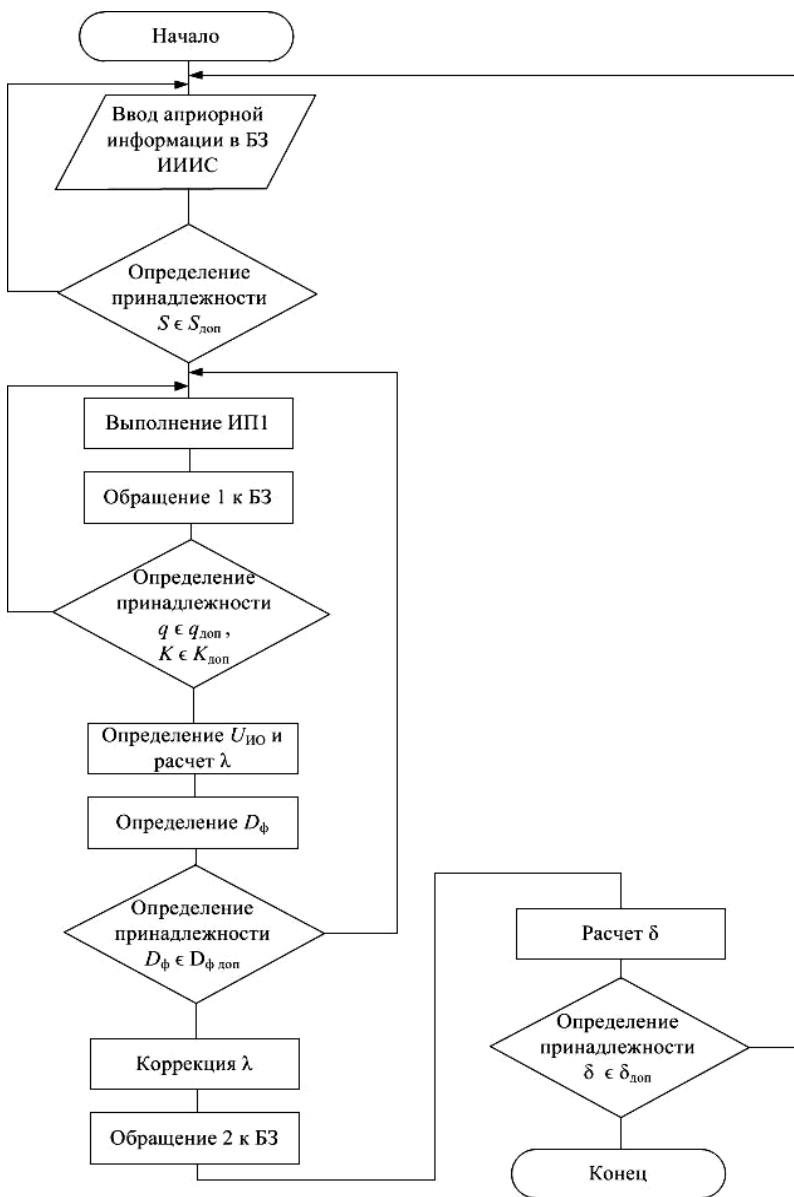 Начало
Ввод априорной
информации в БЗ
ИИИС
Определение
принадлежности
S ϵ Sдоп
Выполнение ИП1
Обращение 1 к БЗ
Определение
принадлежности
q ϵ qдоп ,
K ϵ Kдоп
Определение UИО и
расчет λ
Определение Dф
Определение
принадлежности
Dф ϵ Dф доп
Коррекция λ
Обращение 2 к БЗ
Расчет δ
Определение
принадлежности
δ ϵ δдоп
Конец